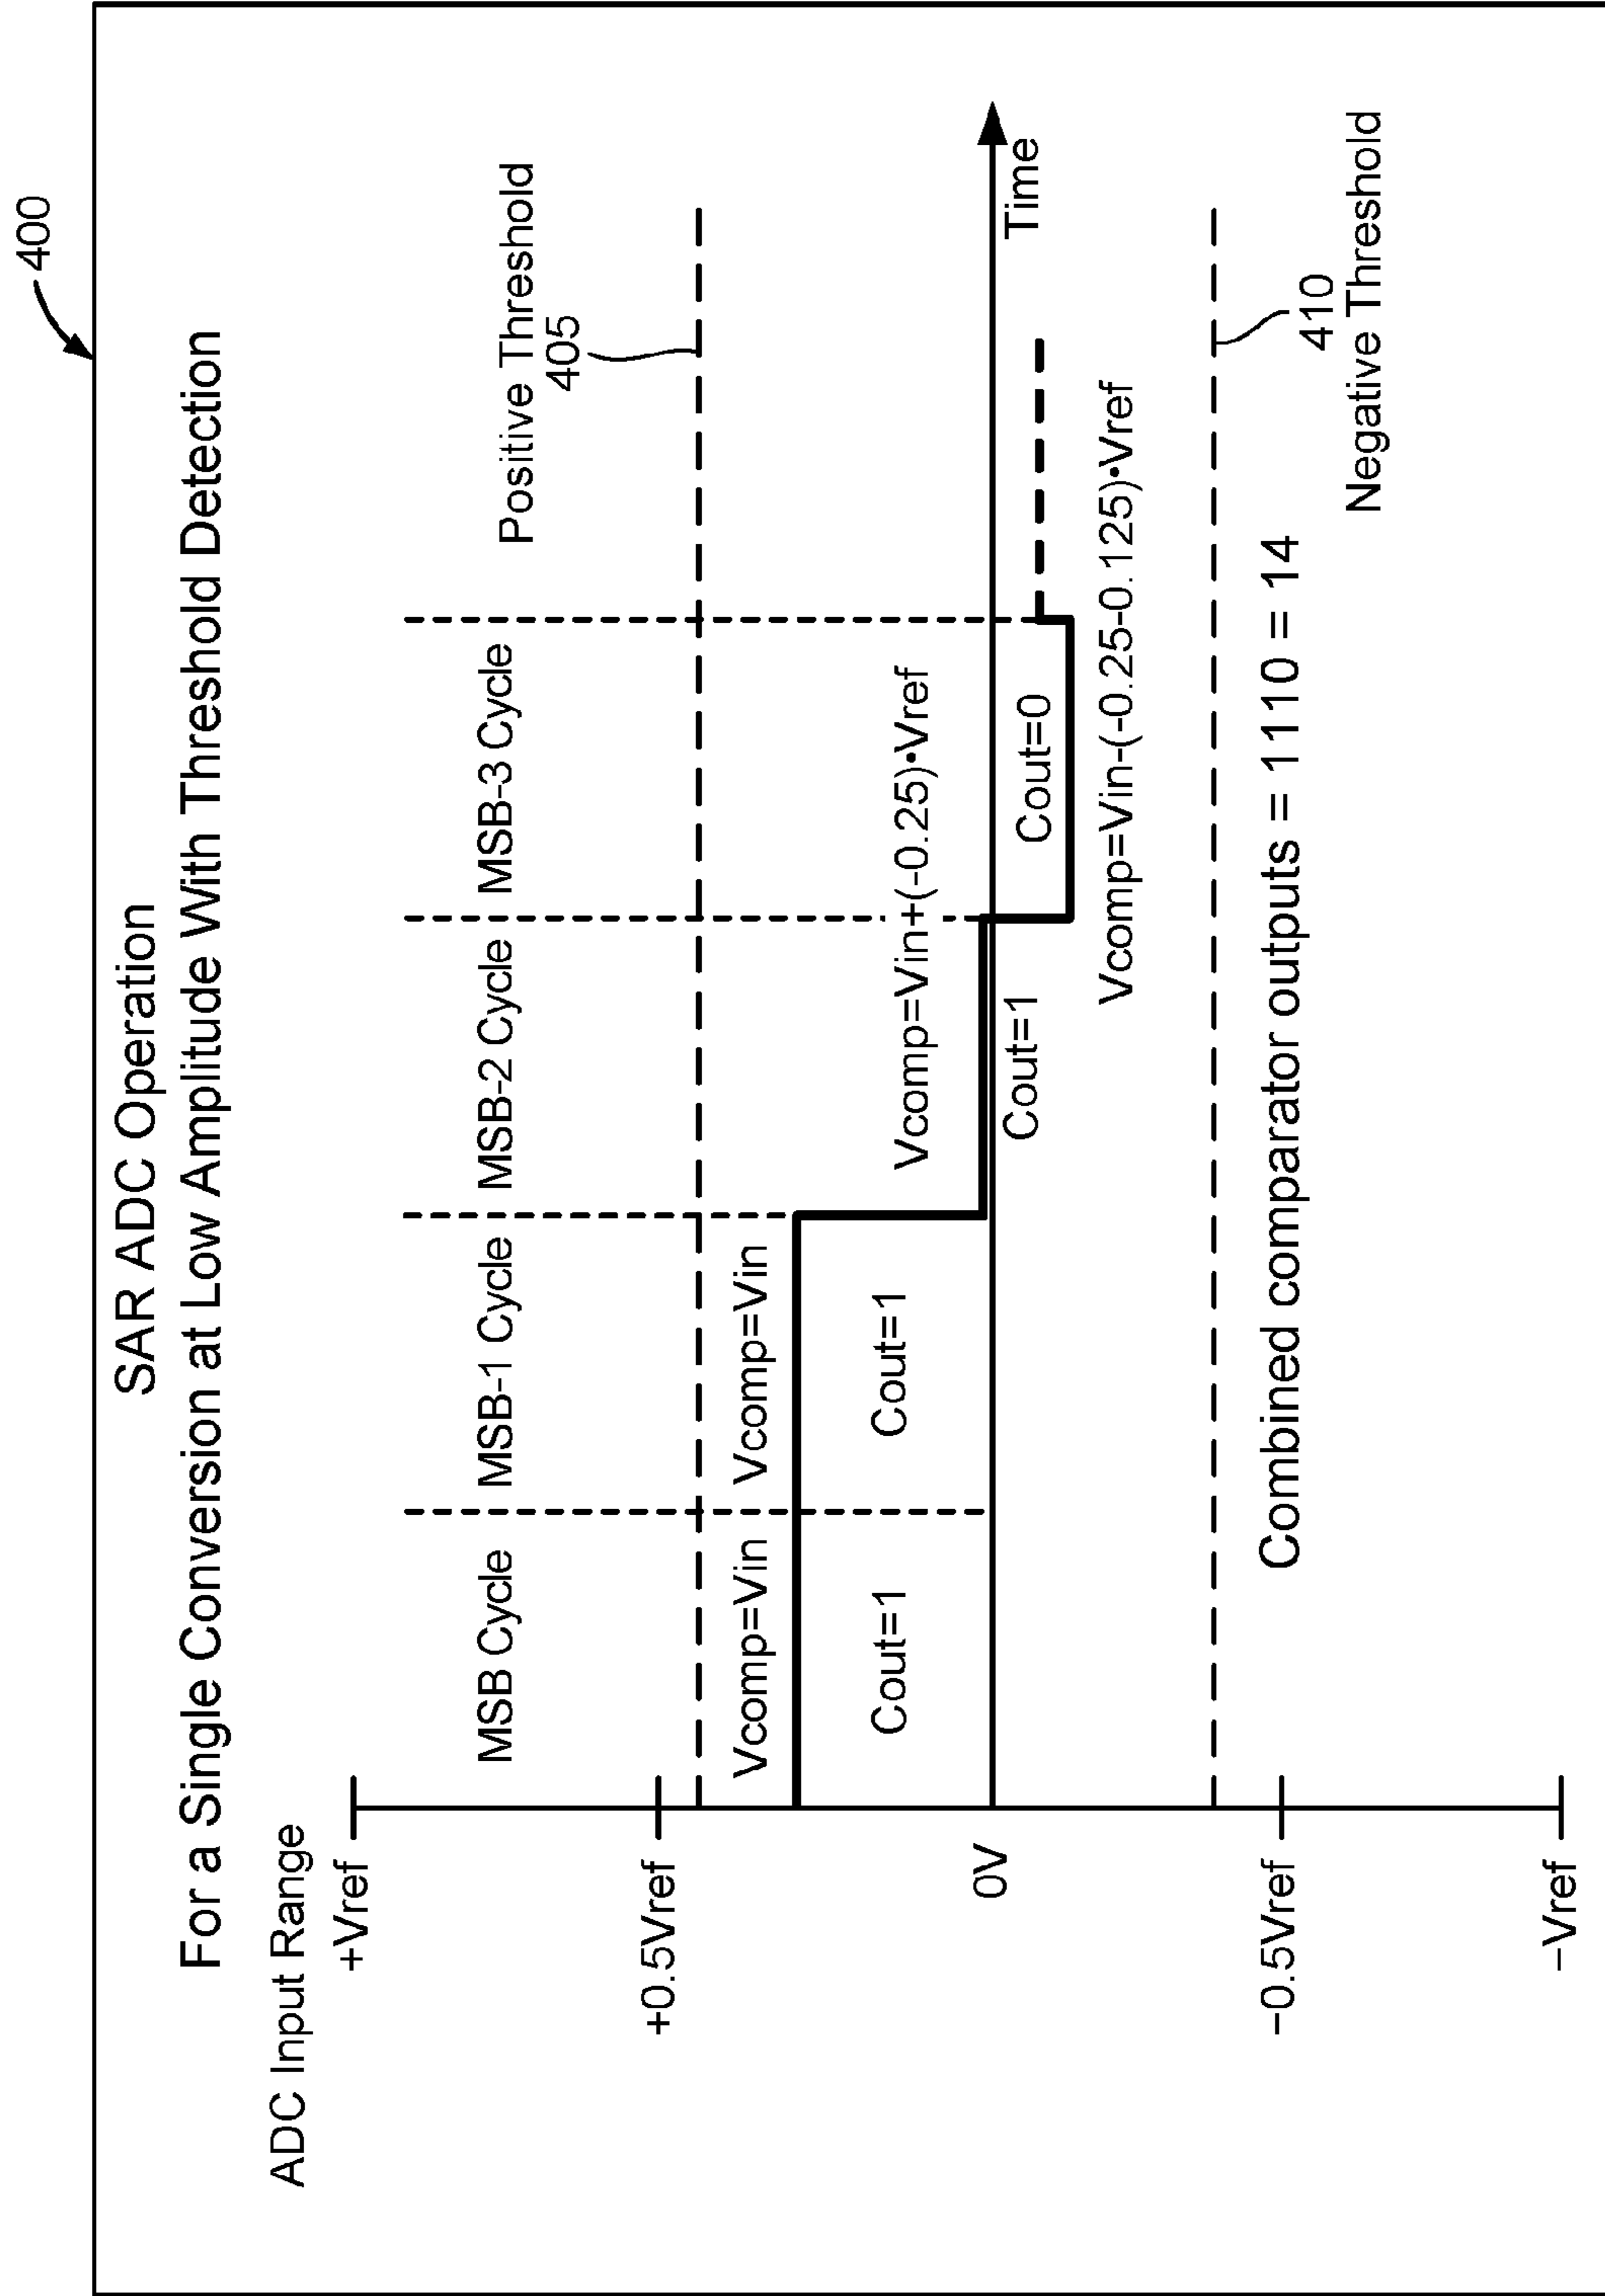 400
SAR ADC Operation
For a Single Conversion at Low Amplitude With Threshold Detection
ADC Input Range
+Vref
+0.5Vref
0V
−0.5Vref
−Vref
MSB Cycle
MSB-1 Cycle
MSB-2 Cycle
MSB-3 Cycle
Positive Threshold
405
Vcomp=Vin
Vcomp=Vin
Vcomp=Vin+(-0.25)•Vref
Cout=1
Cout=1
Cout=1
Cout=0
Time
Vcomp=Vin-(-0.25-0.125)•Vref
410
Negative Threshold
Combined comparator outputs = 1110 = 14